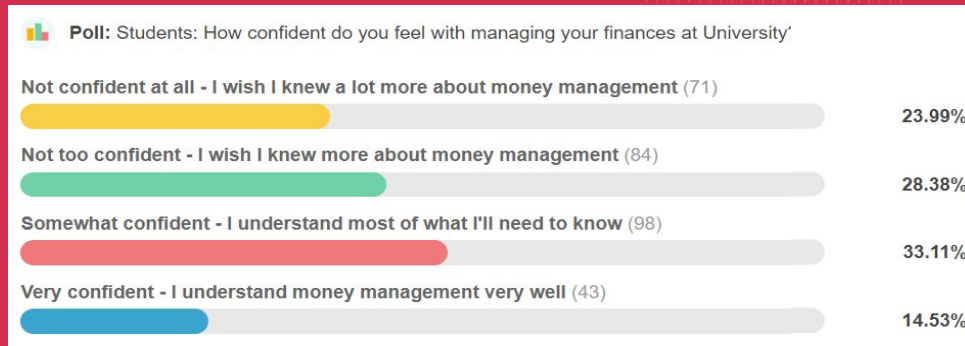 Poll: Students: How confident do you feel with managing your finances at University'
Not confident at all - I wish I knew a lot more about money management (71)
23.99%
Not too confident - I wish I knew more about money management (84)
28.38%
Somewhat confident - I understand most of what I'll need to know (98)
33.11%
Very confident - I understand money management very well (43)
14.53%